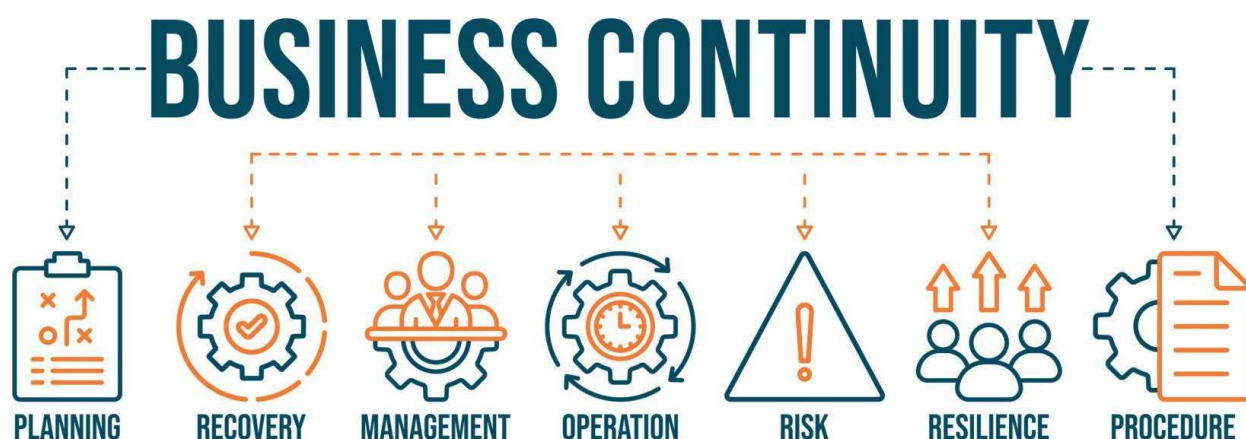 BUSINESS CONTINUITY
PLANNING
RECOVERY
MANAGEMENT
OPERATION
RISK
RESILIENCE
PROCEDURE